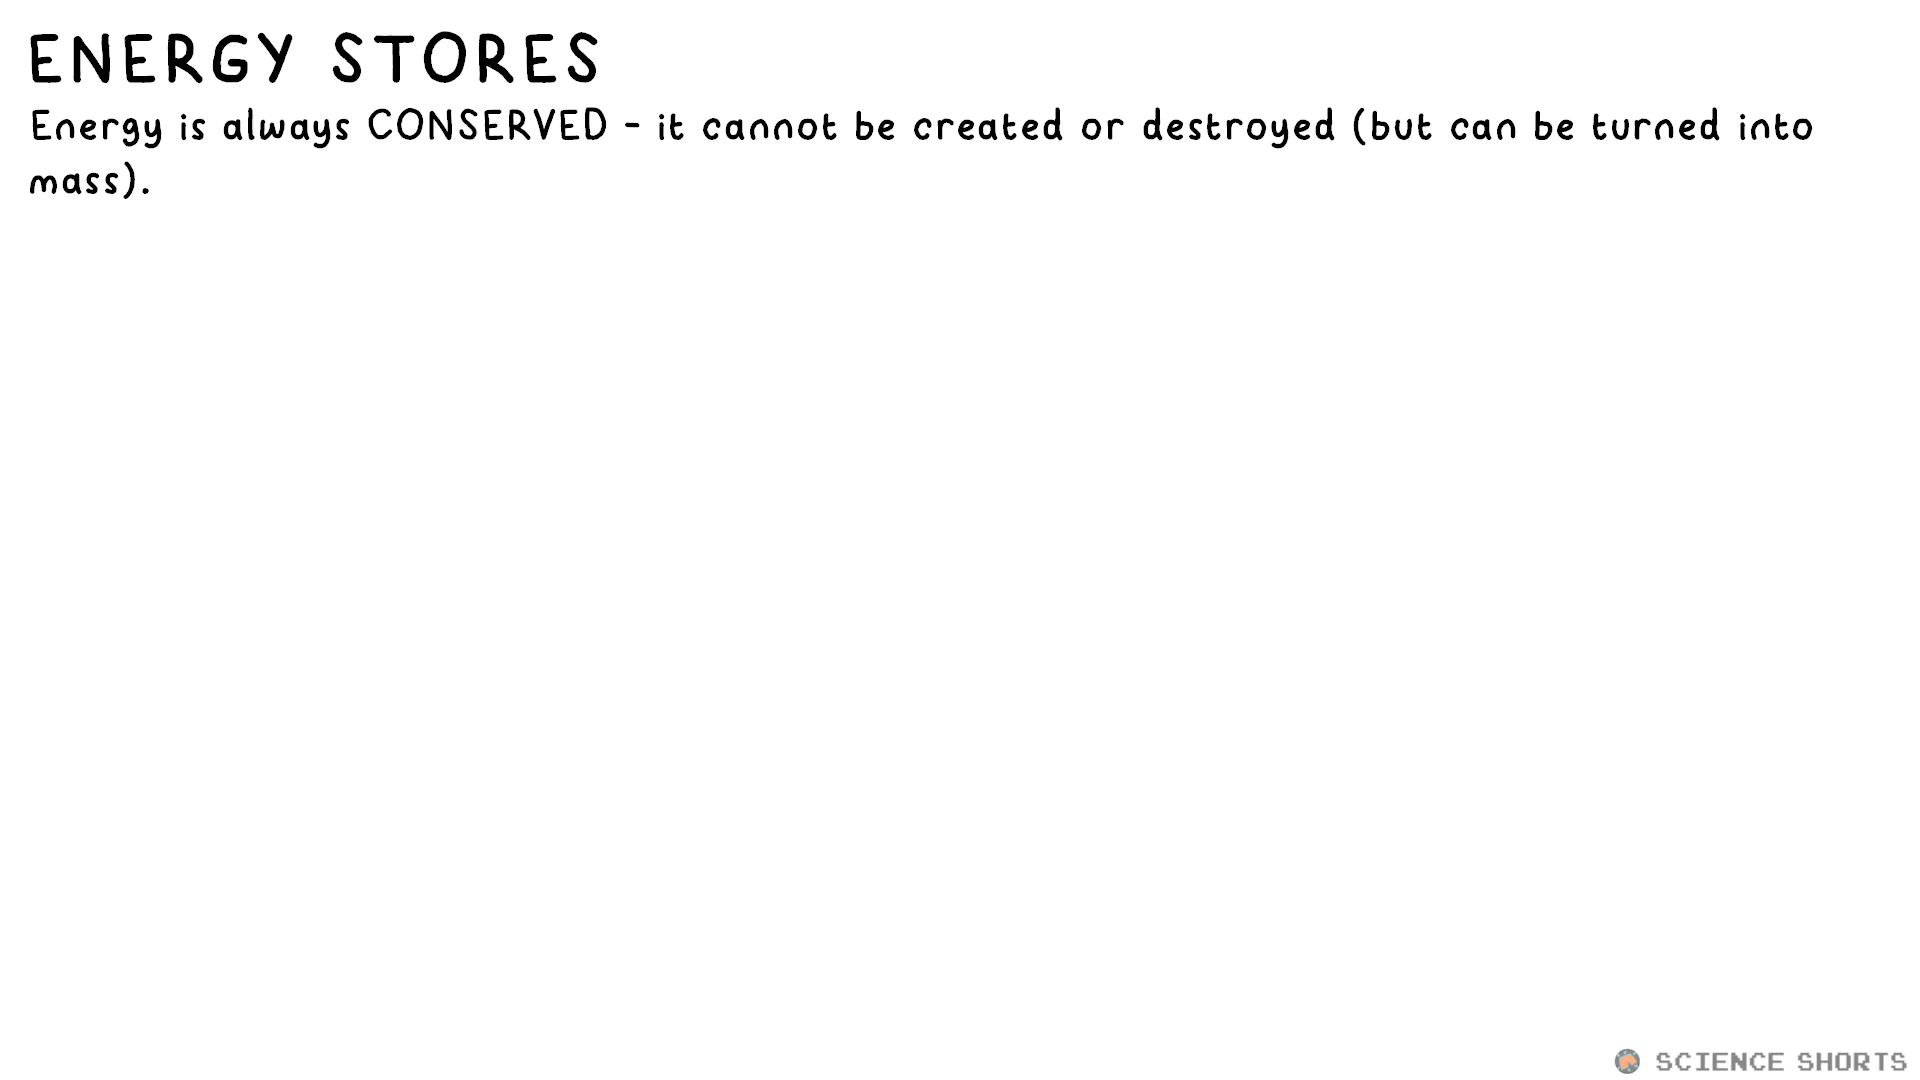 ENERGY STORES
Energy is always CONSERVED - it cannot be created or destroyed (but can be turned into
mass).
SCIENCE SHORTS